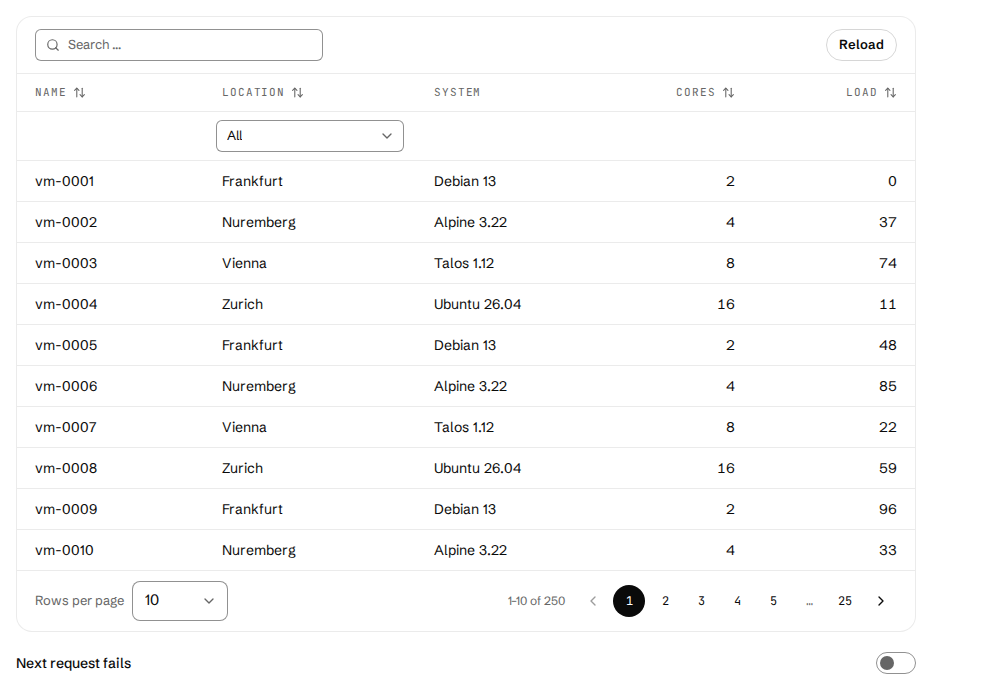 Search ...
Reload
NAME LOCATION SYSTEM CORES LOAD
All
vm-0001 Frankfurt Debian 13 2 0
vm-0002 Nuremberg Alpine 3.22 4 37
vm-0003 Vienna Talos 1.12 8 74
vm-0004 Zurich Ubuntu 26.04 16 11
vm-0005 Frankfurt Debian 13 2 48
vm-0006 Nuremberg Alpine 3.22 4 85
vm-0007 Vienna Talos 1.12 8 22
vm-0008 Zurich Ubuntu 26.04 16 59
vm-0009 Frankfurt Debian 13 2 96
vm-0010 Nuremberg Alpine 3.22 4 33
Rows per page 10 1-10 of 250 1 2 3 4 5 ... 25
Next request fails